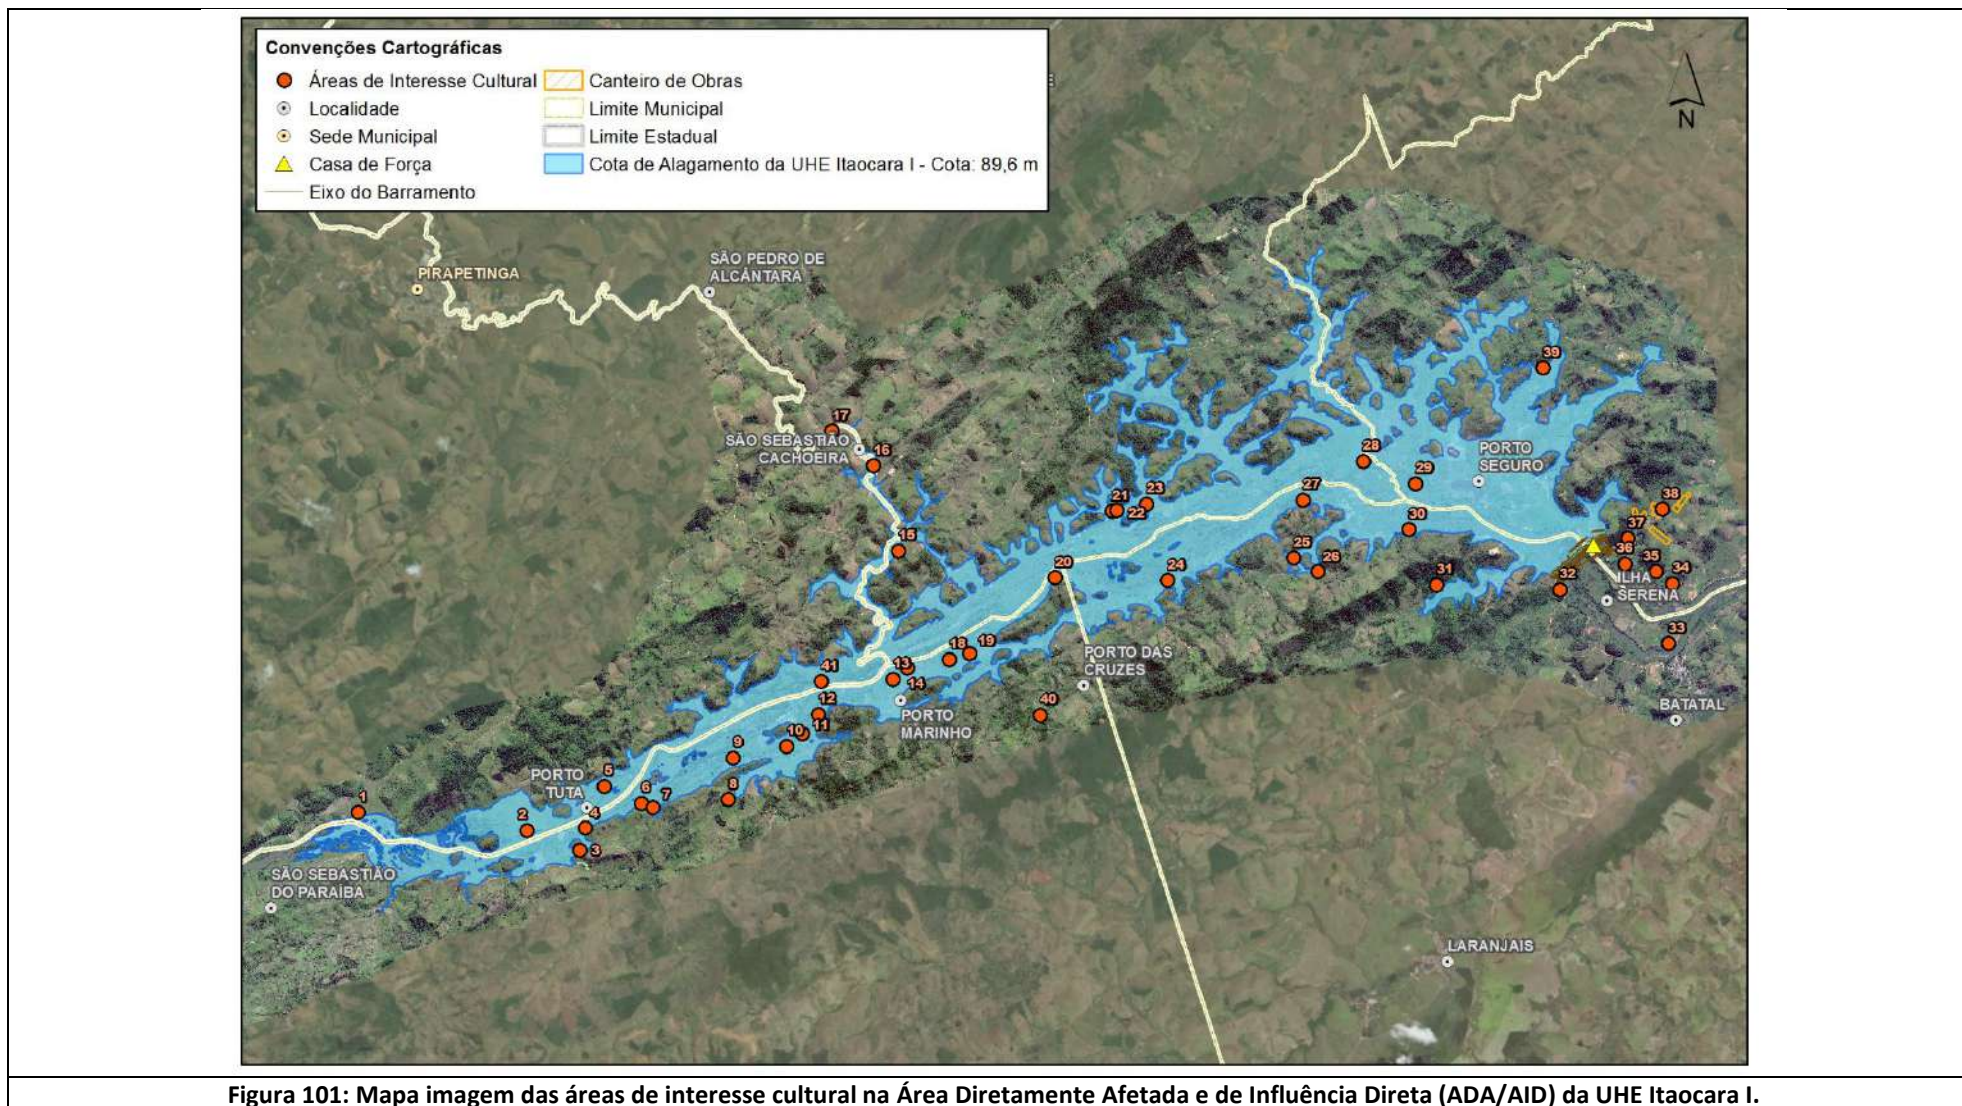 Convenções Cartográficas
Áreas de Interesse Cultural
Localidade
Sede Municipal
Casa de Força
Eixo do Barramento
Canteiro de Obras
Limite Municipal
Limite Estadual
Cota de Alagamento da UHE Itaocara I - Cota: 89,6 m
E
N
PIRAPETINGA
SÃO PEDRO DE
ALCÂNTARA
39
17
SÃO SEBASTIÃO
CACHOEIRA
16
28
PORTO
SEGURO
29
27
21
22
23
38
37
30
15
25
26
36
35
34
20
24
31
32
ILHA
SERENA
33
18
19
13
14
41
PORTO DAS
CRUZES
12
PORTO
MARINHO
40
BATATAL
11
10
9
PORTO
TUTA
5
6
7
8
1
2
4
3
SÃO SEBASTIÃO
DO PARAÍBA
LARANJAIS
Figura 101: Mapa imagem das áreas de interesse cultural na Área Diretamente Afetada e de Influência Direta (ADA/AID) da UHE Itaocara I.